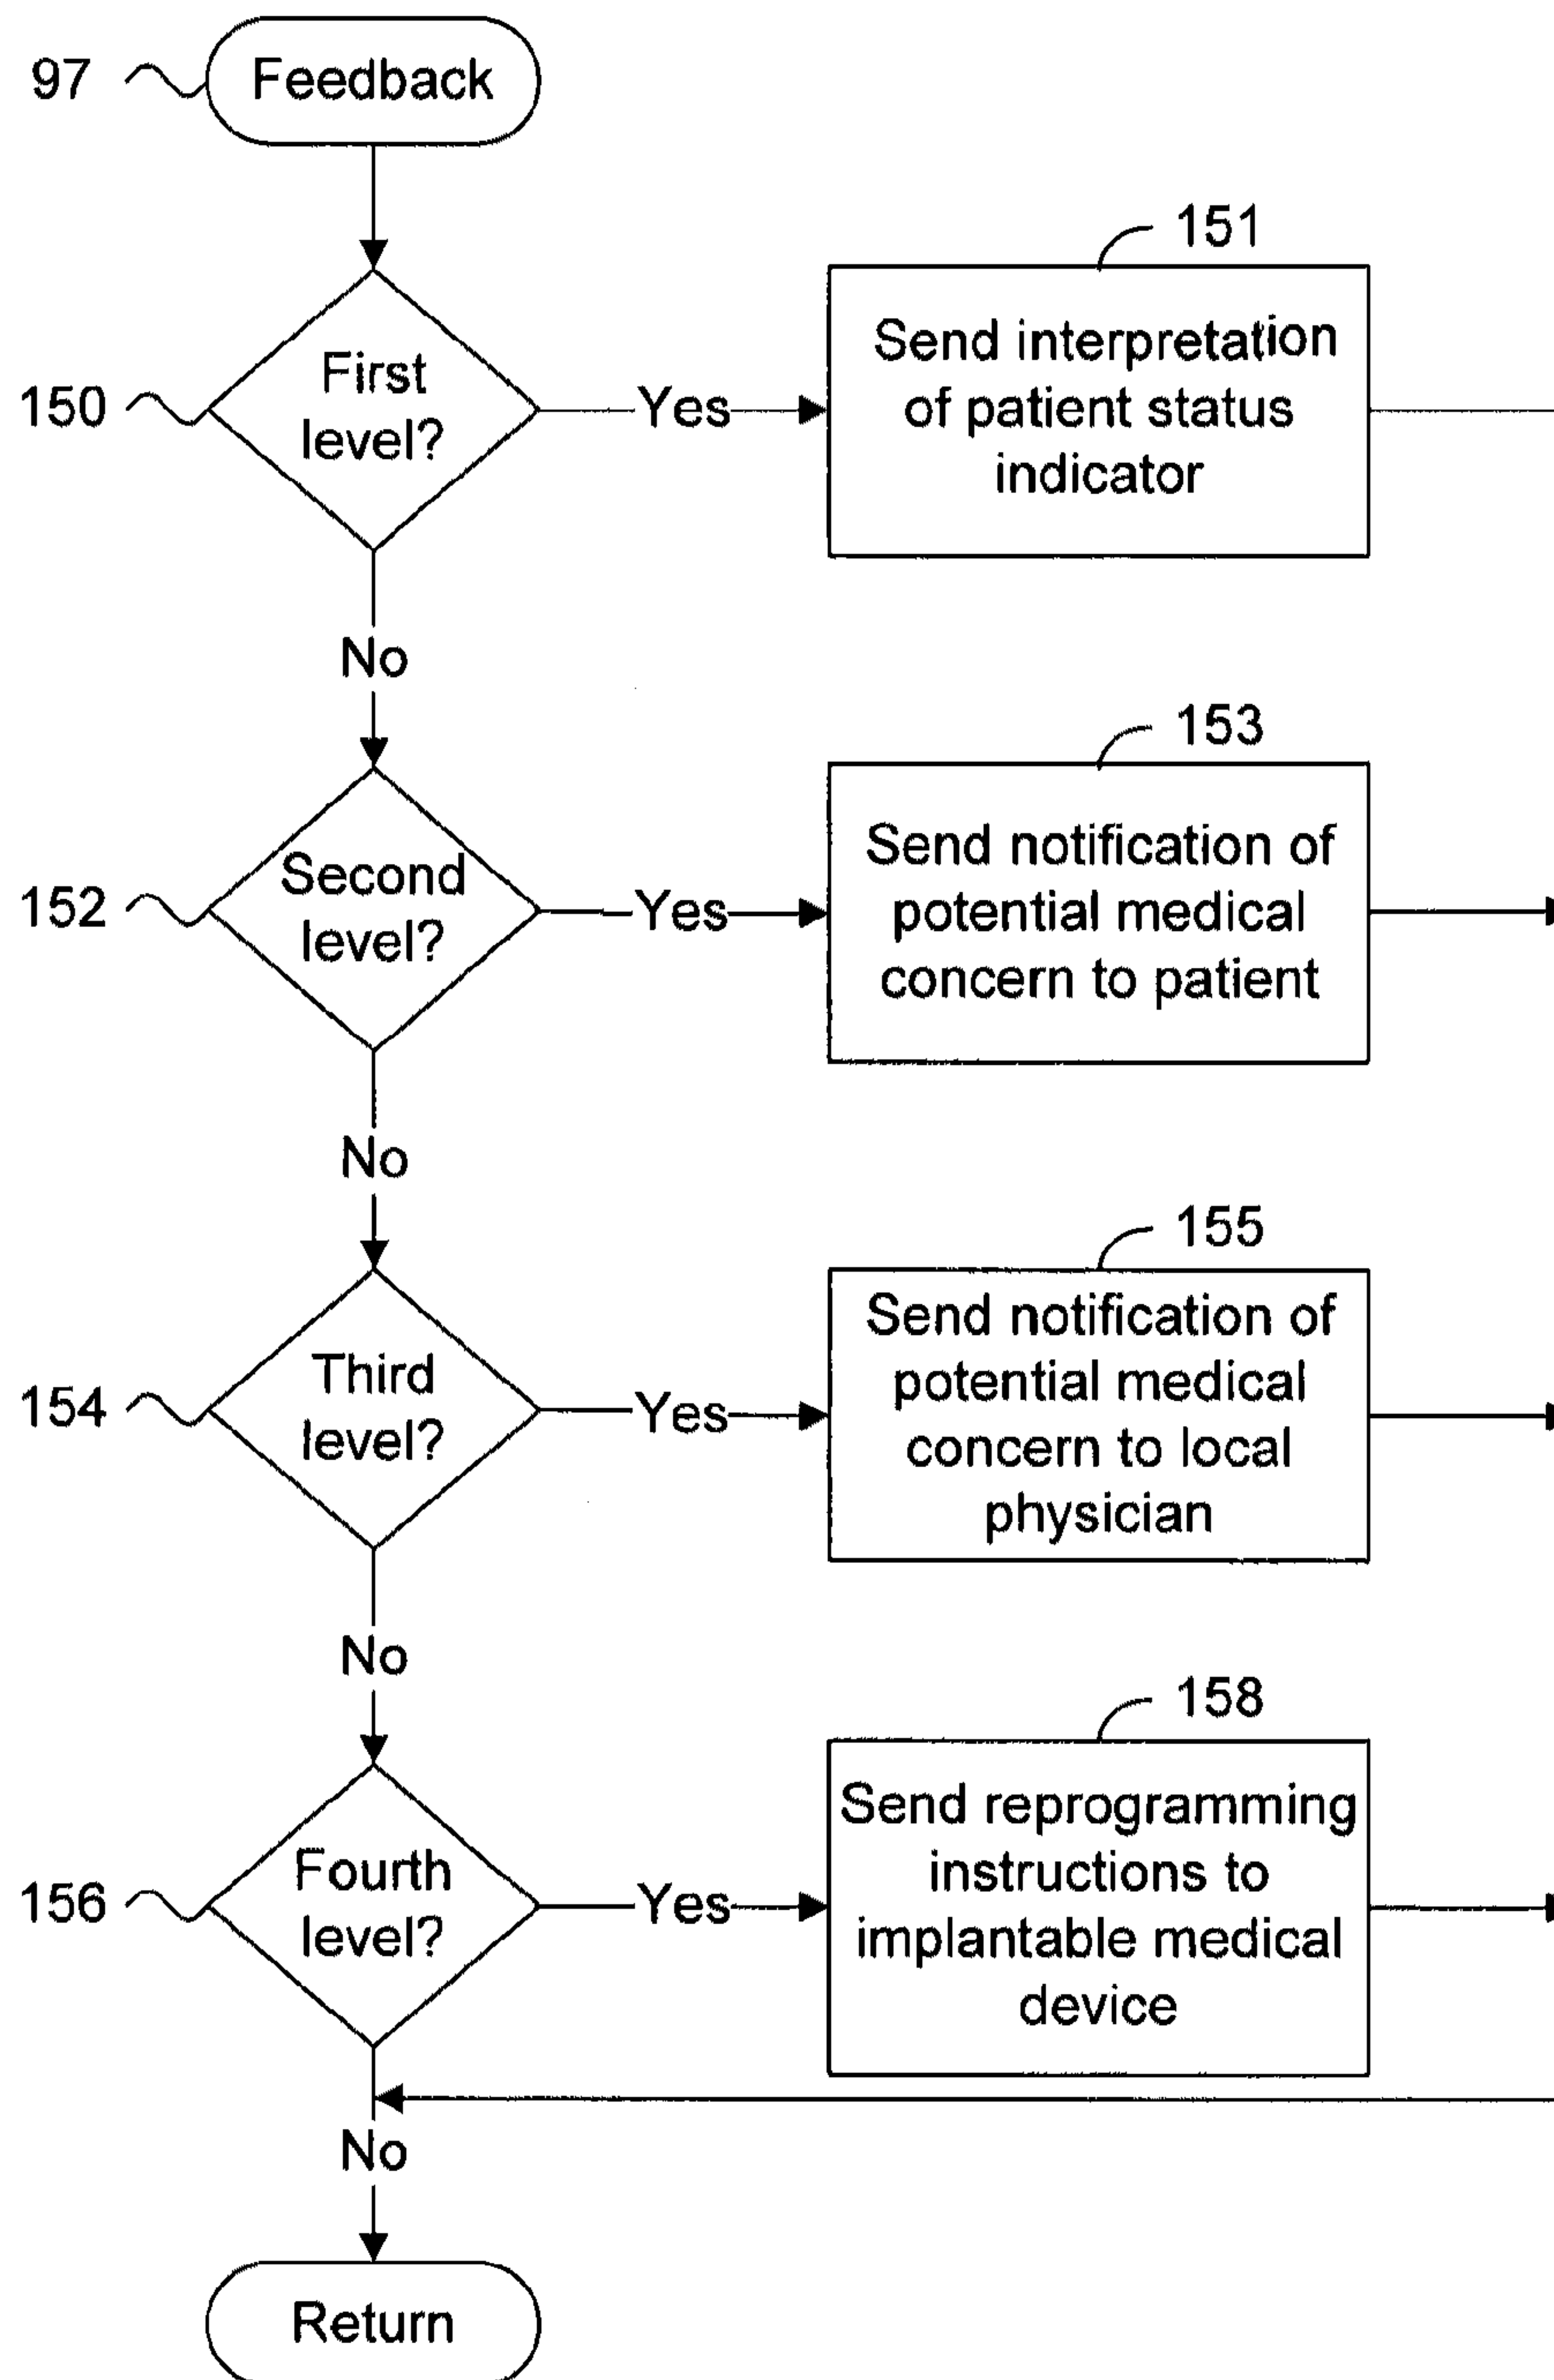 97
Feedback
151
150
First
level?
Yes
Send interpretation
of patient status
indicator
No
153
152
Second
level?
Yes
Send notification of
potential medical
concern to patient
No
155
154
Third
level?
Yes
Send notification of
potential medical
concern to local
physician
No
158
156
Fourth
level?
Yes
Send reprogramming
instructions to
implantable medical
device
No
Return